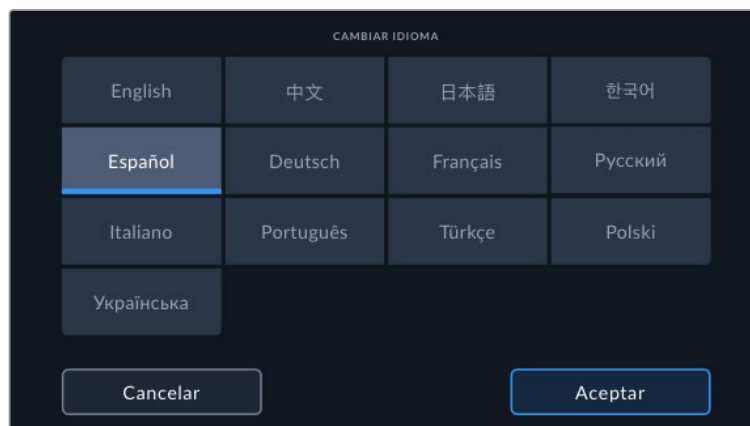 CAMBIAR IDIOMA
English 中文 日本語 한국어
Español Deutsch Français Русский
Italiano Português Türkçe Polski
Українська
Cancelar Aceptar